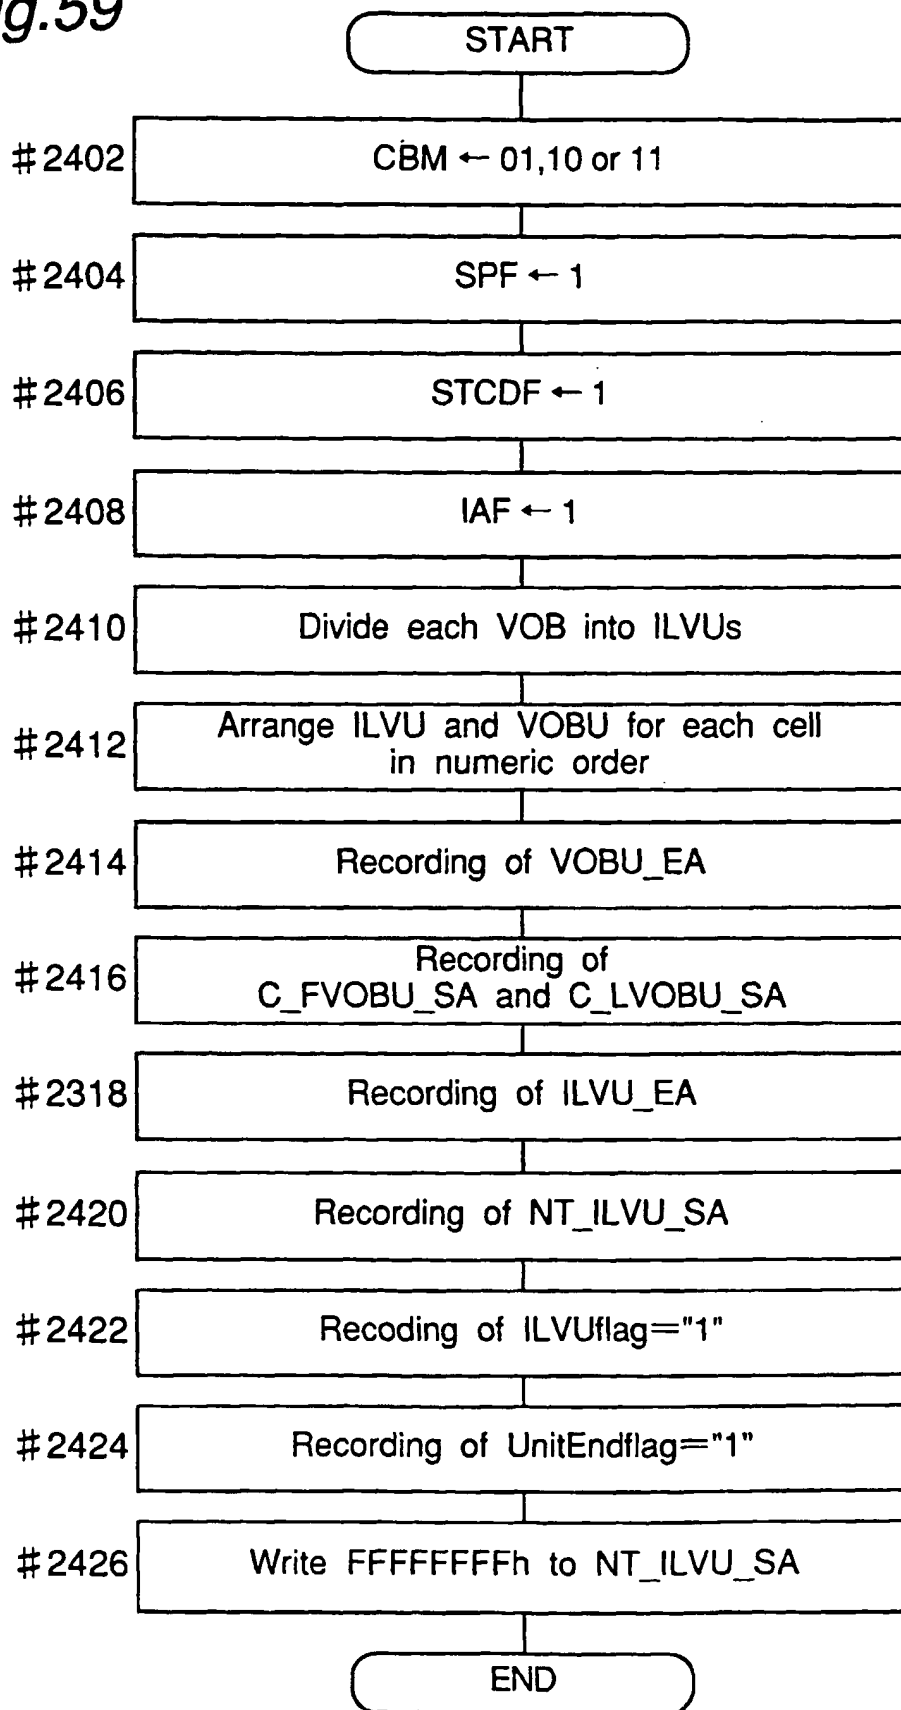 g.59
START
#2402 CBM ← 01,10 or 11
#2404 SPF ← 1
#2406 STCDF ← 1
#2408 IAF ← 1
#2410 Divide each VOB into ILVUs
#2412 Arrange ILVU and VOBU for each cell
in numeric order
#2414 Recording of VOBU_EA
#2416 Recording of
C_FVOBU_SA and C_LVOBU_SA
#2318 Recording of ILVU_EA
#2420 Recording of NT_ILVU_SA
#2422 Recoding of ILVUflag="1"
#2424 Recording of UnitEndflag="1"
#2426 Write FFFFFFFFh to NT_ILVU_SA
END